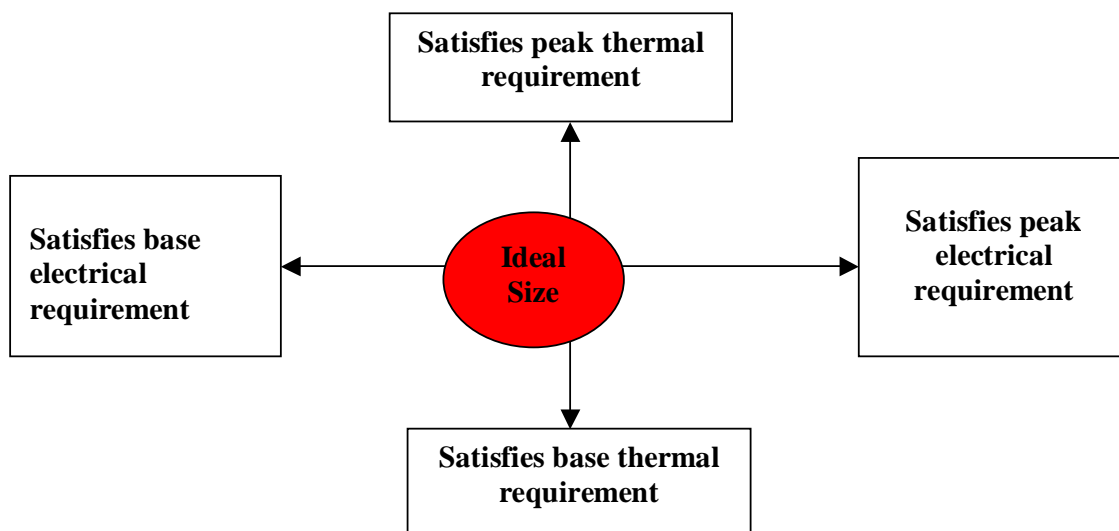 Satisfies peak thermal
requirement
Satisfies base
electrical
requirement
Ideal
Size
Satisfies peak
electrical
requirement
Satisfies base thermal
requirement